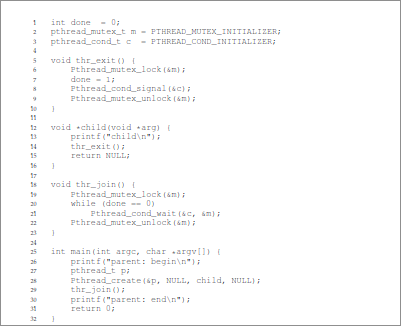 1 int done = 0;
2 pthread_mutex_t m = PTHREAD_MUTEX_INITIALIZER;
3 pthread_cond_t c = PTHREAD_COND_INITIALIZER;
4
5 void thr_exit() {
6 Pthread_mutex_lock(&m);
7 done = 1;
8 Pthread_cond_signal(&c);
9 Pthread_mutex_unlock(&m);
10 }
11
12 void *child(void *arg) {
13 printf("child\n");
14 thr_exit();
15 return NULL;
16 }
17
18 void thr_join() {
19 Pthread_mutex_lock(&m);
20 while (done == 0)
21 Pthread_cond_wait(&c, &m);
22 Pthread_mutex_unlock(&m);
23 }
24
25 int main(int argc, char *argv[]) {
26 printf("parent: begin\n");
27 pthread_t p;
28 Pthread_create(&p, NULL, child, NULL);
29 thr_join();
30 printf("parent: end\n");
31 return 0;
32 }